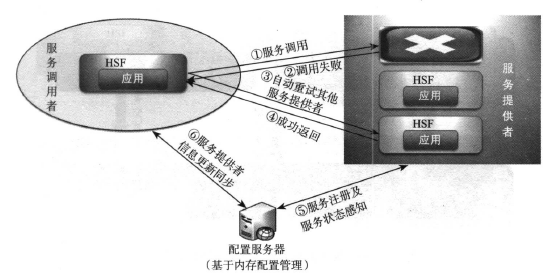 服务调用者
HSF
应用
①服务调用
②调用失败
③自动重试其他
服务提供者
④成功返回
HSF
应用
HSF
应用
服务提供者
⑥服务提供者
信息更新同步
⑤服务注册及
服务状态感知
配置服务器
（基于内存配置管理）